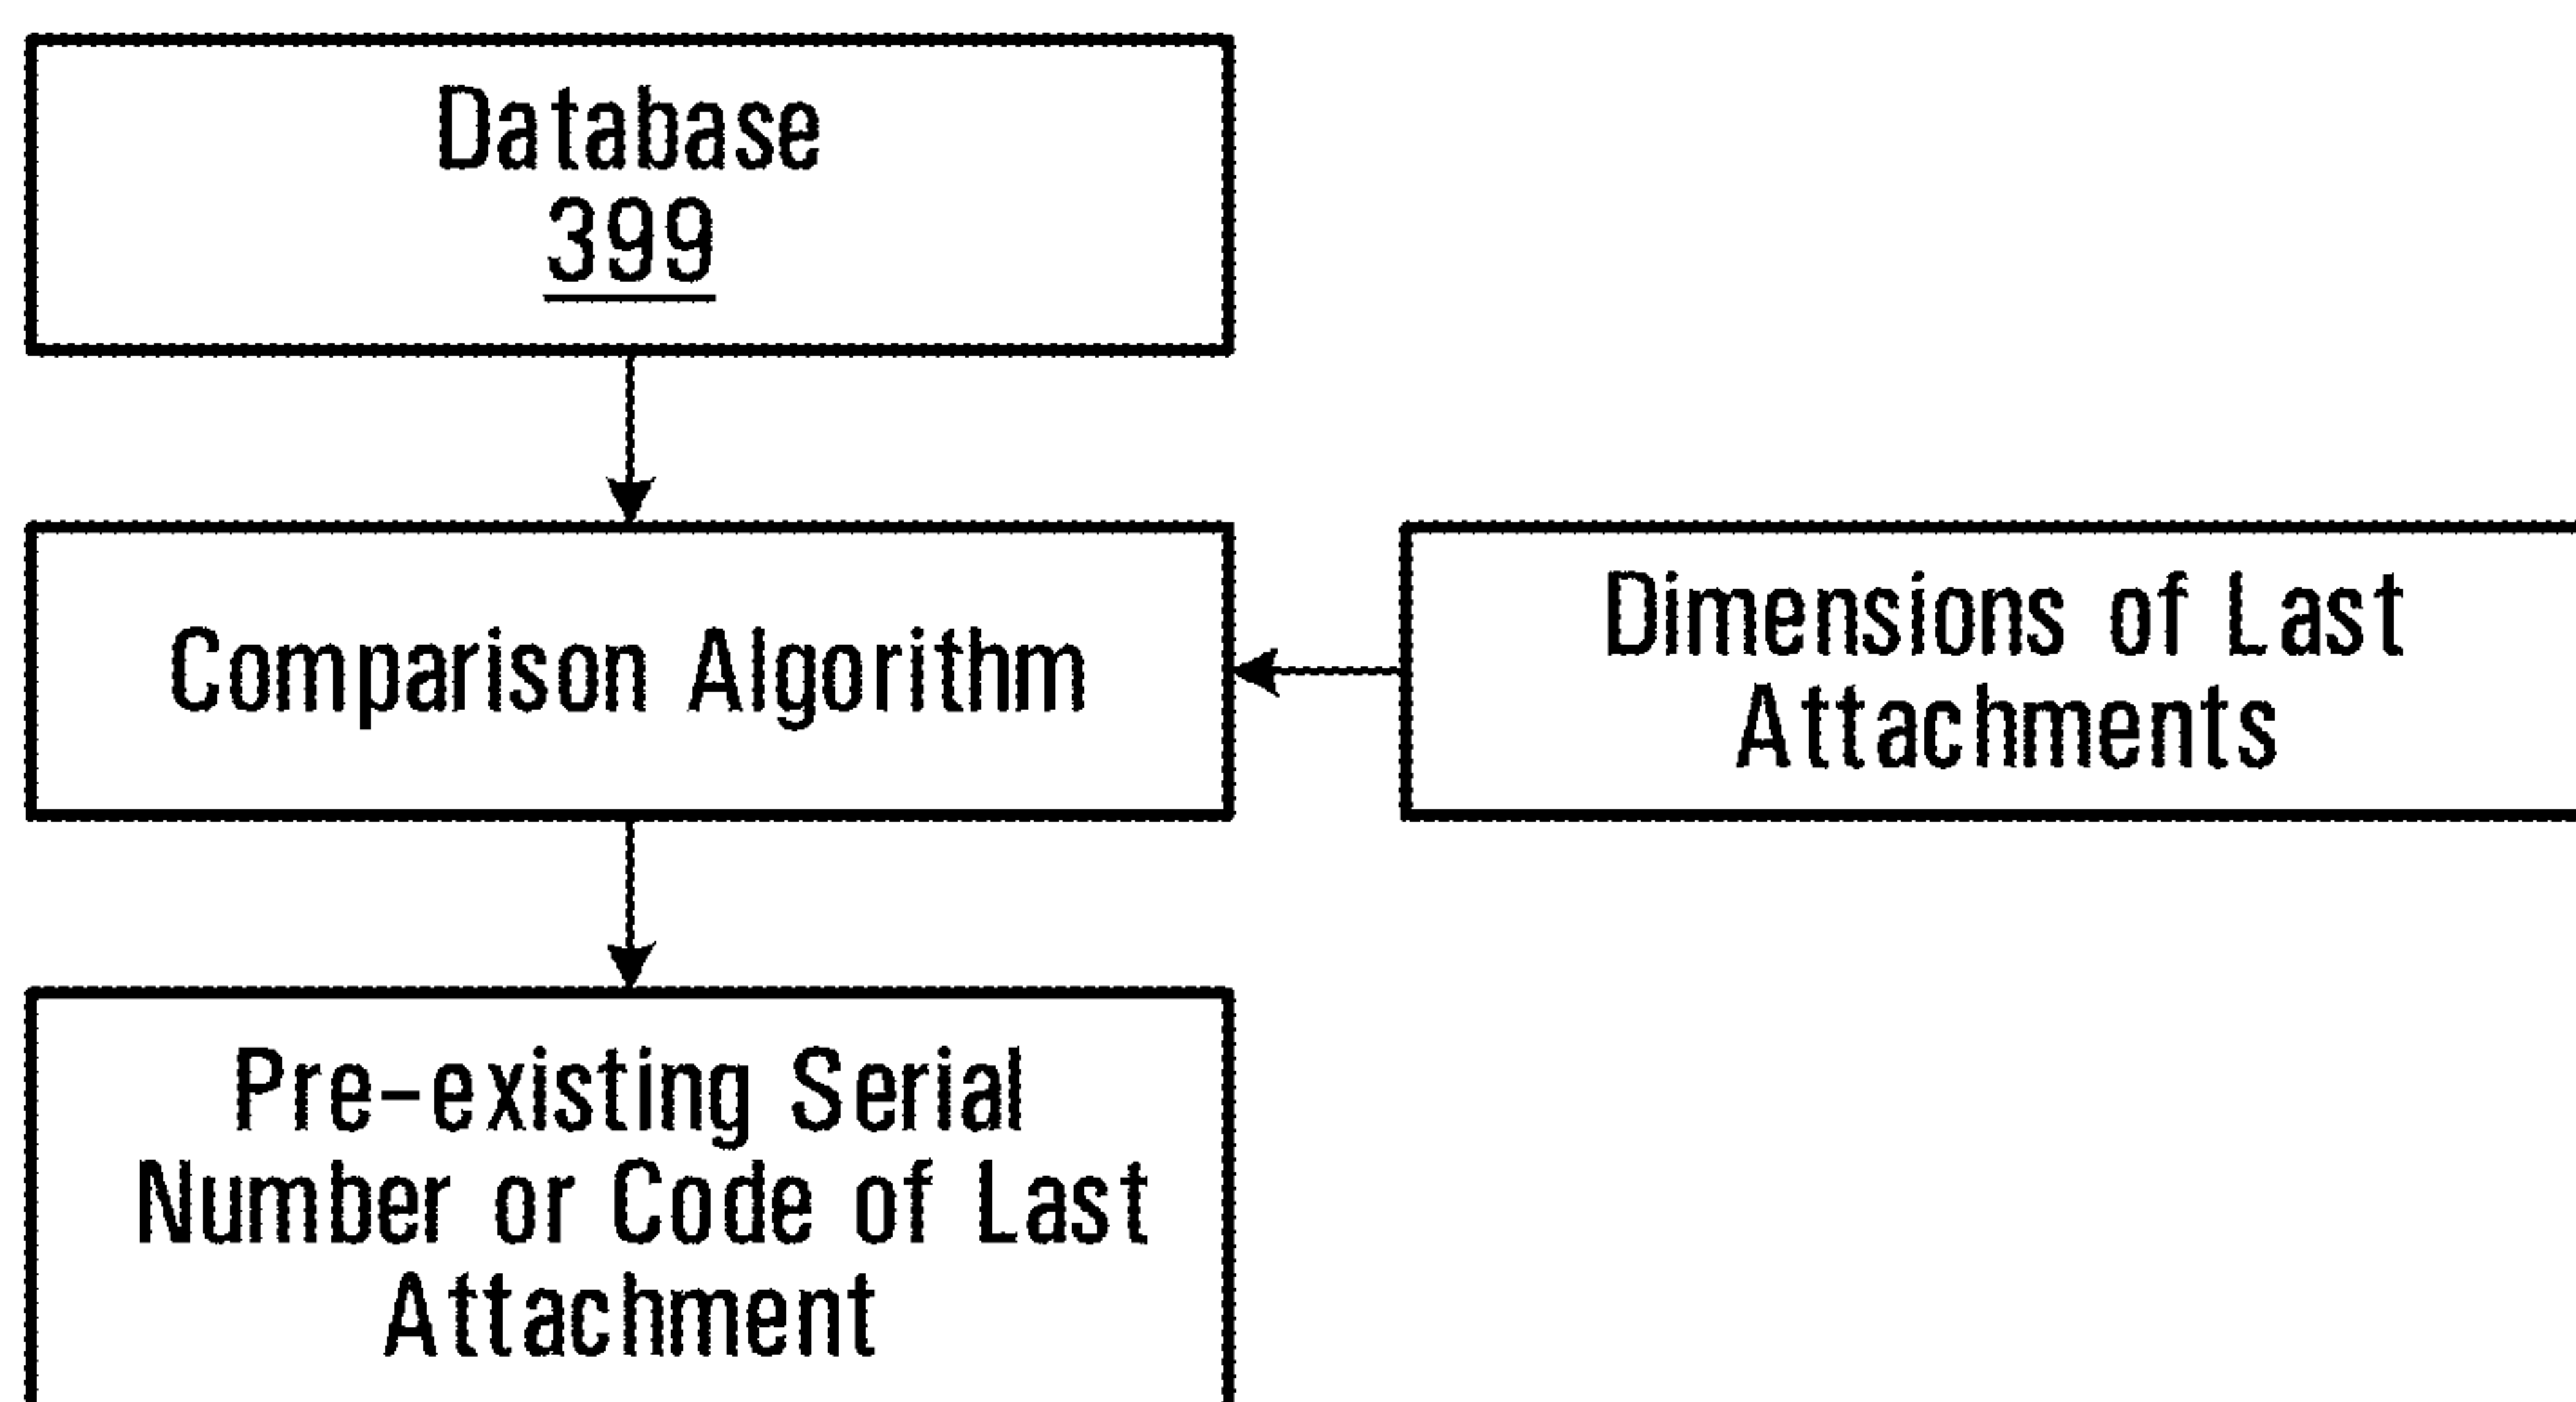 Database
399
Comparison Algorithm
Dimensions of Last
Attachments
Pre-existing Serial
Number or Code of Last
Attachment